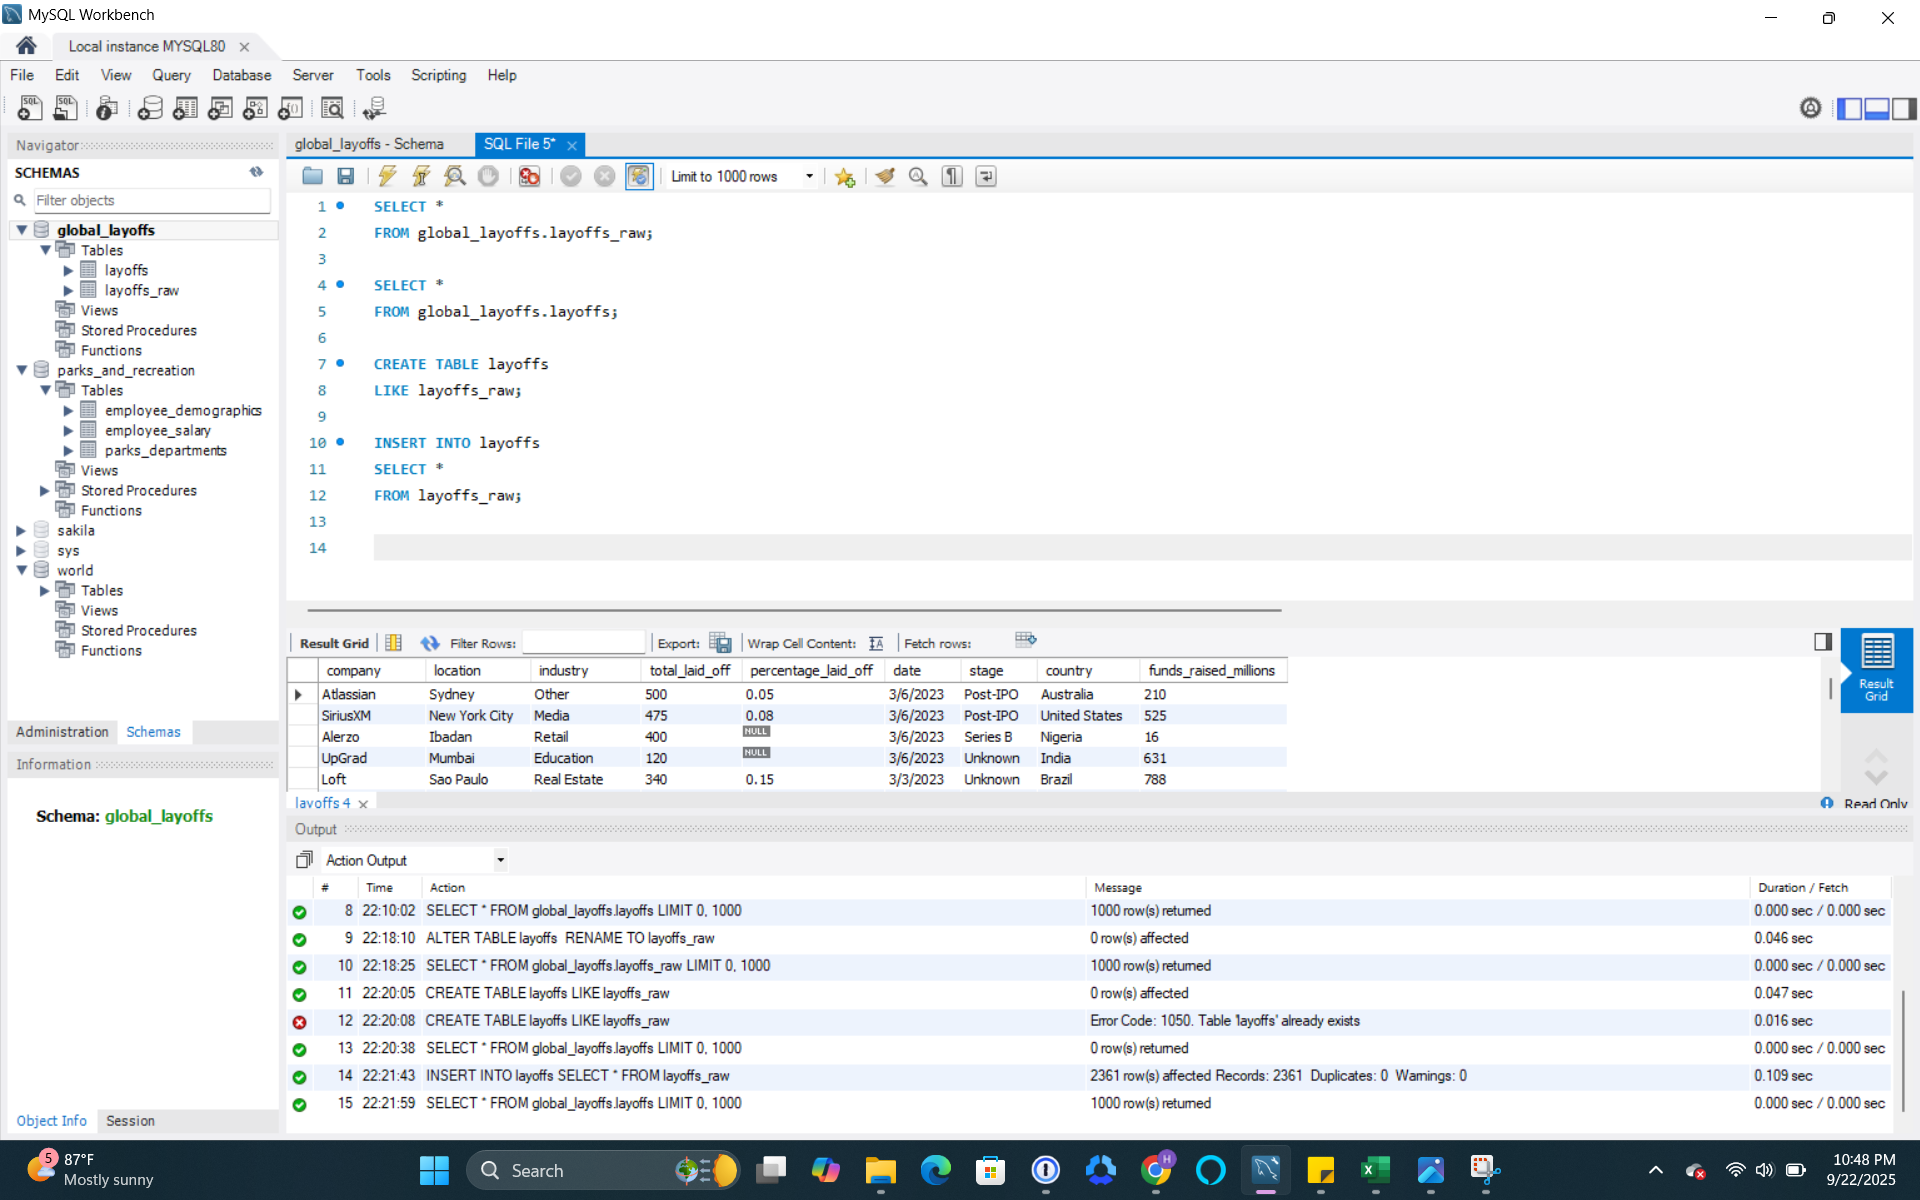 MySQL Workbench
Local instance MYSQL80
File Edit View Query Database Server Tools Scripting Help
Navigator
SCHEMAS
Filter objects
global_layoffs
Tables
layoffs
layoffs_raw
Views
Stored Procedures
Functions
parks_and_recreation
Tables
employee_demographics
employee_salary
parks_departments
Views
Stored Procedures
Functions
sakila
sys
world
Tables
Views
Stored Procedures
Functions
Administration Schemas
Information
Schema: global_layoffs
Object Info Session
global_layoffs - Schema SQL File 5*
Limit to 1000 rows
1 SELECT *
2 FROM global_layoffs.layoffs_raw;
3
4 SELECT *
5 FROM global_layoffs.layoffs;
6
7 CREATE TABLE layoffs
8 LIKE layoffs_raw;
9
10 INSERT INTO layoffs
11 SELECT *
12 FROM layoffs_raw;
13
14
Result Grid Filter Rows: Export: Wrap Cell Content: Fetch rows:
company location industry total_laid_off percentage_laid_off date stage country funds_raised_millions
Atlassian Sydney Other 500 0.05 3/6/2023 Post-IPO Australia 210
SiriusXM New York City Media 475 0.08 3/6/2023 Post-IPO United States 525
Alerzo Ibadan Retail 400 NULL 3/6/2023 Series B Nigeria 16
UpGrad Mumbai Education 120 NULL 3/6/2023 Unknown India 631
Loft Sao Paulo Real Estate 340 0.15 3/3/2023 Unknown Brazil 788
Result
Grid
layoffs 4
Read Only
Output
Action Output
# Time Action Message Duration / Fetch
8 22:10:02 SELECT * FROM global_layoffs.layoffs LIMIT 0, 1000 1000 row(s) returned 0.000 sec / 0.000 sec
9 22:18:10 ALTER TABLE layoffs RENAME TO layoffs_raw 0 row(s) affected 0.046 sec
10 22:18:25 SELECT * FROM global_layoffs.layoffs_raw LIMIT 0, 1000 1000 row(s) returned 0.000 sec / 0.000 sec
11 22:20:05 CREATE TABLE layoffs LIKE layoffs_raw 0 row(s) affected 0.047 sec
12 22:20:08 CREATE TABLE layoffs LIKE layoffs_raw Error Code: 1050. Table 'layoffs' already exists 0.016 sec
13 22:20:38 SELECT * FROM global_layoffs.layoffs LIMIT 0, 1000 0 row(s) returned 0.000 sec / 0.000 sec
14 22:21:43 INSERT INTO layoffs SELECT * FROM layoffs_raw 2361 row(s) affected Records: 2361 Duplicates: 0 Warnings: 0 0.109 sec
15 22:21:59 SELECT * FROM global_layoffs.layoffs LIMIT 0, 1000 1000 row(s) returned 0.000 sec / 0.000 sec
5
87°F
Mostly sunny
Search
H
10:48 PM
9/22/2025